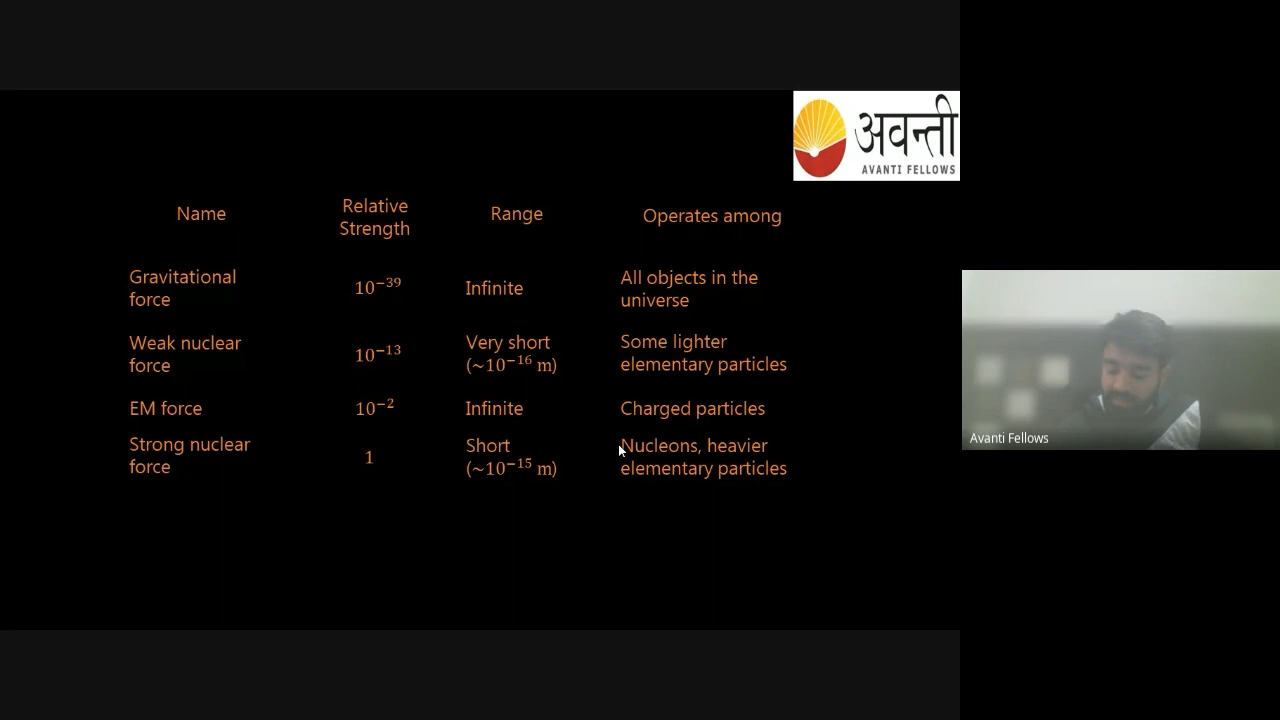 अवन्ती
AVANTI FELLOWS
Name
Relative
Strength
Range
Operates among
Gravitational
force
10⁻³⁹
Infinite
All objects in the
universe
Weak nuclear
force
10⁻¹³
Very short
(~10⁻¹⁶ m)
Some lighter
elementary particles
EM force
10⁻²
Infinite
Charged particles
Strong nuclear
force
1
Short
(~10⁻¹⁵ m)
Nucleons, heavier
elementary particles
Avanti Fellows